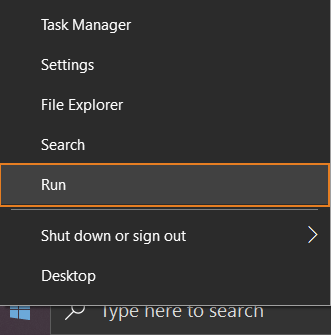 Task Manager
Settings
File Explorer
Search
Run
Shut down or sign out
Desktop
Type here to search